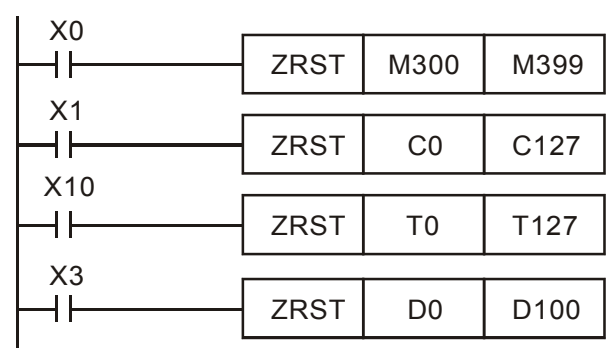 X0
ZRST M300 M399
X1
ZRST C0 C127
X10
ZRST T0 T127
X3
ZRST D0 D100